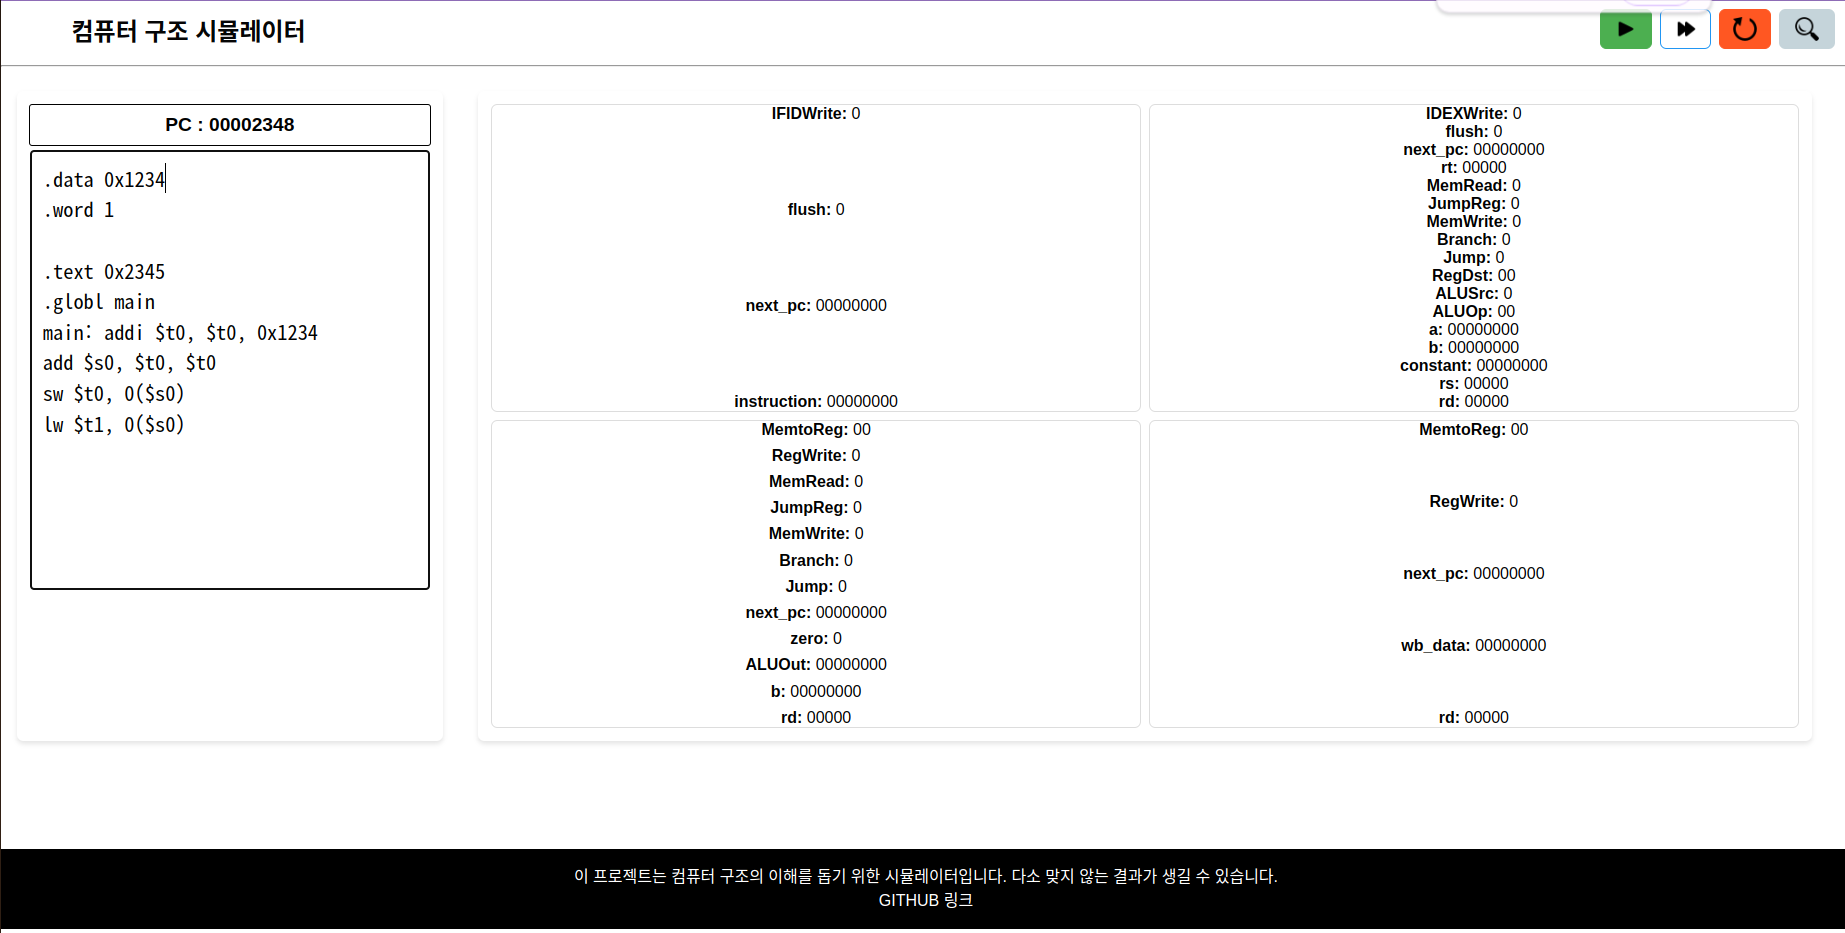 컴퓨터 구조 시뮬레이터
PC : 00002348
.data 0x1234
.word 1
.text 0x2345
.globl main
main: addi $t0, $t0, 0x1234
add $s0, $t0, $t0
sw $t0, 0($s0)
lw $t1, 0($s0)
IFIDWrite: 0
flush: 0
next_pc: 00000000
instruction: 00000000
IDEXWrite: 0
flush: 0
next_pc: 00000000
rt: 00000
MemRead: 0
JumpReg: 0
MemWrite: 0
Branch: 0
Jump: 0
RegDst: 00
ALUSrc: 0
ALUOp: 00
a: 00000000
b: 00000000
constant: 00000000
rs: 00000
rd: 00000
MemtoReg: 00
RegWrite: 0
MemRead: 0
JumpReg: 0
MemWrite: 0
Branch: 0
Jump: 0
next_pc: 00000000
zero: 0
ALUOut: 00000000
b: 00000000
rd: 00000
MemtoReg: 00
RegWrite: 0
next_pc: 00000000
wb_data: 00000000
rd: 00000
이 프로젝트는 컴퓨터 구조의 이해를 돕기 위한 시뮬레이터입니다. 다소 맞지 않는 결과가 생길 수 있습니다.
GITHUB 링크